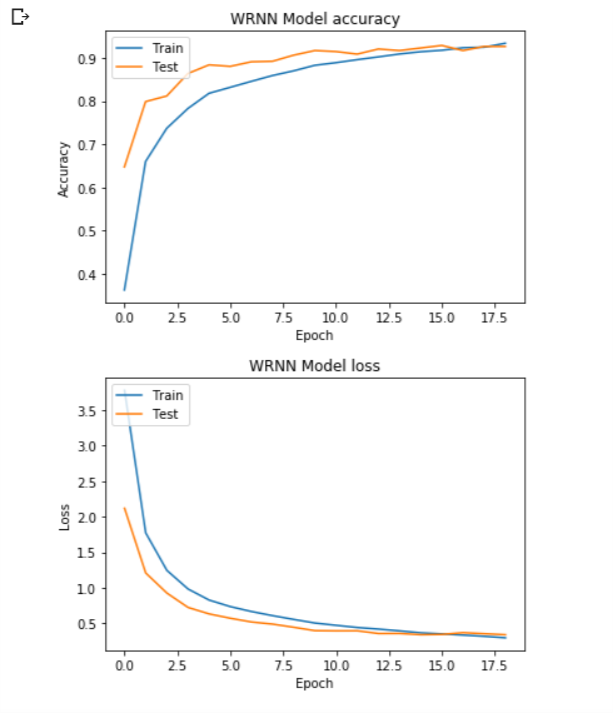 WRNN Model accuracy
Train
Test
0.9
0.8
0.7
0.6
0.5
0.4
Accuracy
0.0 2.5 5.0 7.5 10.0 12.5 15.0 17.5
Epoch
WRNN Model loss
Train
Test
3.5
3.0
2.5
2.0
1.5
1.0
0.5
Loss
0.0 2.5 5.0 7.5 10.0 12.5 15.0 17.5
Epoch